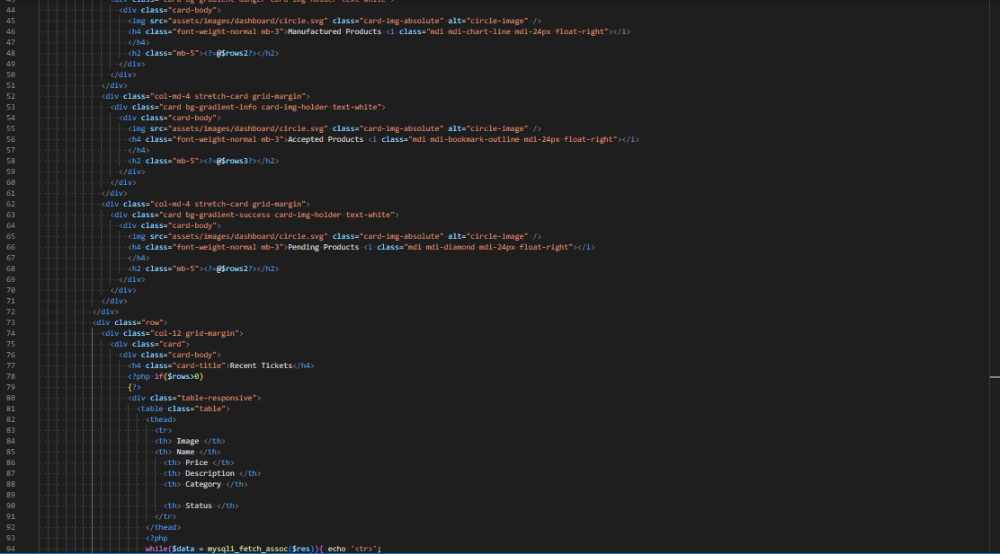 44 <div class="card-body">
45 <img src="assets/images/dashboard/circle.svg" class="card-img-absolute" alt="circle-image" />
46 <h4 class="font-weight-normal mb-3">Manufactured Products <i class="mdi mdi-chart-line mdi-24px float-right"></i>
47 </h4>
48 <h2 class="mb-5"><?=@$rows2?></h2>
49 </div>
50 </div>
51 </div>
52 <div class="col-md-4 stretch-card grid-margin">
53 <div class="card bg-gradient-info card-img-holder text-white">
54 <div class="card-body">
55 <img src="assets/images/dashboard/circle.svg" class="card-img-absolute" alt="circle-image" />
56 <h4 class="font-weight-normal mb-3">Accepted Products <i class="mdi mdi-bookmark-outline mdi-24px float-right"></i>
57 </h4>
58 <h2 class="mb-5"><?=@$rows3?></h2>
59 </div>
60 </div>
61 </div>
62 <div class="col-md-4 stretch-card grid-margin">
63 <div class="card bg-gradient-success card-img-holder text-white">
64 <div class="card-body">
65 <img src="assets/images/dashboard/circle.svg" class="card-img-absolute" alt="circle-image" />
66 <h4 class="font-weight-normal mb-3">Pending Products <i class="mdi mdi-diamond mdi-24px float-right"></i>
67 </h4>
68 <h2 class="mb-5"><?=@$rows2?></h2>
69 </div>
70 </div>
71 </div>
72 </div>
73 <div class="row">
74 <div class="col-12 grid-margin">
75 <div class="card">
76 <div class="card-body">
77 <h4 class="card-title">Recent Tickets</h4>
78 <?php if($rows>0)
79 {?>
80 <div class="table-responsive">
81 <table class="table">
82 <thead>
83 <tr>
84 <th> Image </th>
85 <th> Name </th>
86 <th> Price </th>
87 <th> Description </th>
88 <th> Category </th>
89
90 <th> Status </th>
91 </tr>
92 </thead>
93 <?php
94 while($data = mysqli_fetch_assoc($res)){ echo '<tr>';